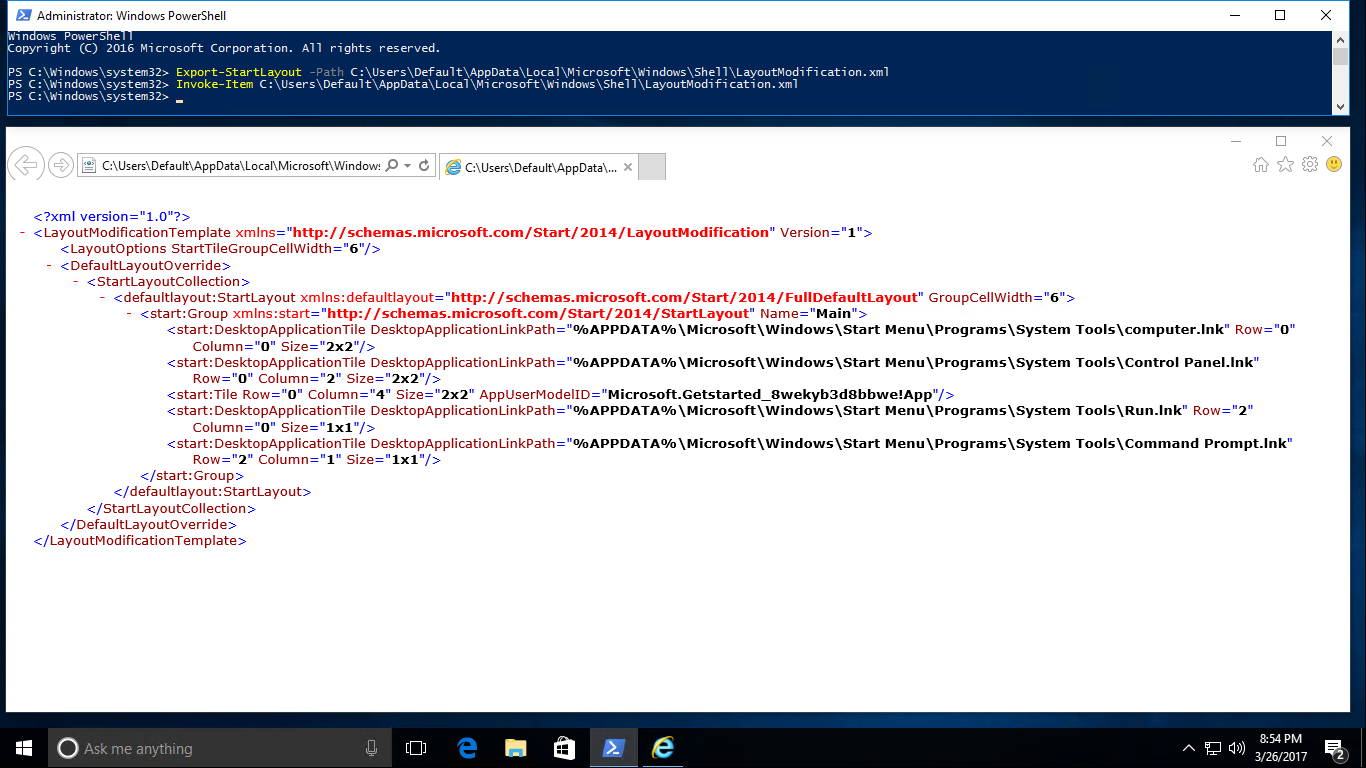 Administrator: Windows PowerShell
Windows PowerShell
Copyright (C) 2016 Microsoft Corporation. All rights reserved.
PS C:\Windows\system32> Export-StartLayout -Path C:\Users\Default\AppData\Local\Microsoft\Windows\Shell\LayoutModification.xml
PS C:\Windows\system32> Invoke-Item C:\Users\Default\AppData\Local\Microsoft\Windows\Shell\LayoutModification.xml
PS C:\Windows\system32> _
C:\Users\Default\AppData\Local\Microsoft\Windows:
C:\Users\Default\AppData\...
<?xml version="1.0"?>
- <LayoutModificationTemplate xmlns="http://schemas.microsoft.com/Start/2014/LayoutModification" Version="1">
<LayoutOptions StartTileGroupCellWidth="6"/>
- <DefaultLayoutOverride>
- <StartLayoutCollection>
- <defaultlayout:StartLayout xmlns:defaultlayout="http://schemas.microsoft.com/Start/2014/FullDefaultLayout" GroupCellWidth="6">
- <start:Group xmlns:start="http://schemas.microsoft.com/Start/2014/StartLayout" Name="Main">
<start:DesktopApplicationTile DesktopApplicationLinkPath="%APPDATA%\Microsoft\Windows\Start Menu\Programs\System Tools\computer.lnk" Row="0"
Column="0" Size="2x2"/>
<start:DesktopApplicationTile DesktopApplicationLinkPath="%APPDATA%\Microsoft\Windows\Start Menu\Programs\System Tools\Control Panel.lnk"
Row="0" Column="2" Size="2x2"/>
<start:Tile Row="0" Column="4" Size="2x2" AppUserModelID="Microsoft.Getstarted_8wekyb3d8bbwe!App"/>
<start:DesktopApplicationTile DesktopApplicationLinkPath="%APPDATA%\Microsoft\Windows\Start Menu\Programs\System Tools\Run.lnk" Row="2"
Column="0" Size="1x1"/>
<start:DesktopApplicationTile DesktopApplicationLinkPath="%APPDATA%\Microsoft\Windows\Start Menu\Programs\System Tools\Command Prompt.lnk"
Row="2" Column="1" Size="1x1"/>
</start:Group>
</defaultlayout:StartLayout>
</StartLayoutCollection>
</DefaultLayoutOverride>
</LayoutModificationTemplate>
Ask me anything
8:54 PM
3/26/2017
2